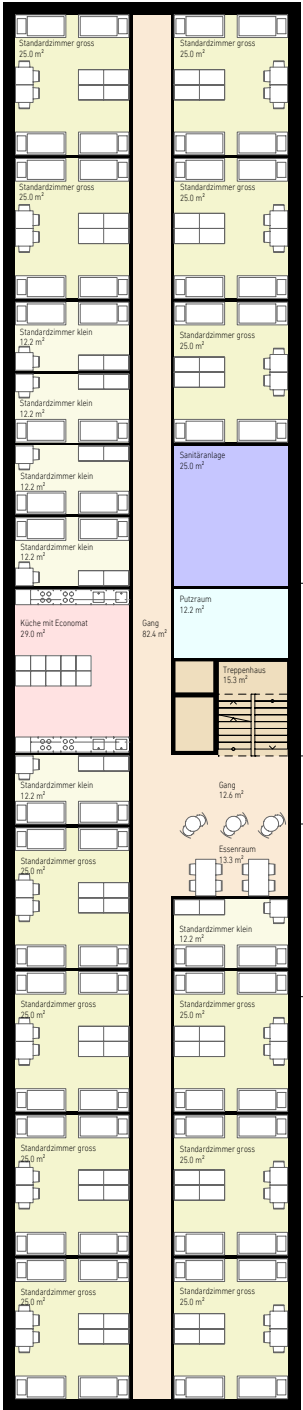 Standardzimmer gross
25.0 m²
Standardzimmer gross
25.0 m²
Standardzimmer gross
25.0 m²
Standardzimmer gross
25.0 m²
Standardzimmer klein
12.2 m²
Standardzimmer gross
25.0 m²
Standardzimmer klein
12.2 m²
Standardzimmer klein
12.2 m²
Sanitäranlage
25.0 m²
Standardzimmer klein
12.2 m²
Putzraum
12.2 m²
Küche mit Economat
29.0 m²
Gang
82.4 m²
Treppenhaus
15.3 m²
Standardzimmer klein
12.2 m²
Gang
12.6 m²
Essenraum
13.3 m²
Standardzimmer gross
25.0 m²
Standardzimmer klein
12.2 m²
Standardzimmer gross
25.0 m²
Standardzimmer gross
25.0 m²
Standardzimmer gross
25.0 m²
Standardzimmer gross
25.0 m²
Standardzimmer gross
25.0 m²
Standardzimmer gross
25.0 m²